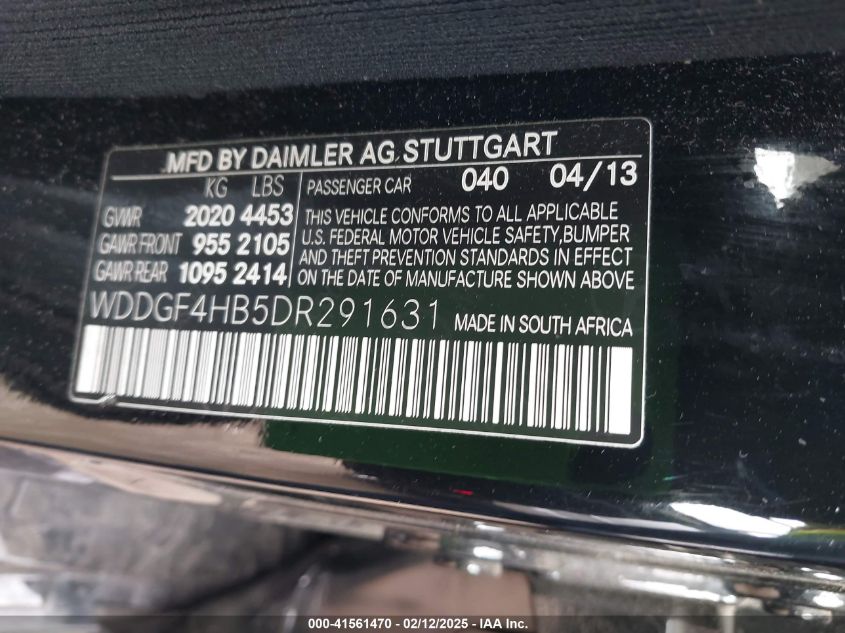 MFD BY DAIMLER AG STUTTGART
KG LBS PASSENGER CAR 040 04/13
GVWR 2020 4453
GAWR FRONT 955 2105
GAWR REAR 1095 2414
THIS VEHICLE CONFORMS TO ALL APPLICABLE
U.S. FEDERAL MOTOR VEHICLE SAFETY,BUMPER
AND THEFT PREVENTION STANDARDS IN EFFECT
ON THE DATE OF MANUFACTURE SHOWN ABOVE
WDDGF4HB5DR291631 MADE IN SOUTH AFRICA
000-41561470 - 02/12/2025 - IAA Inc.